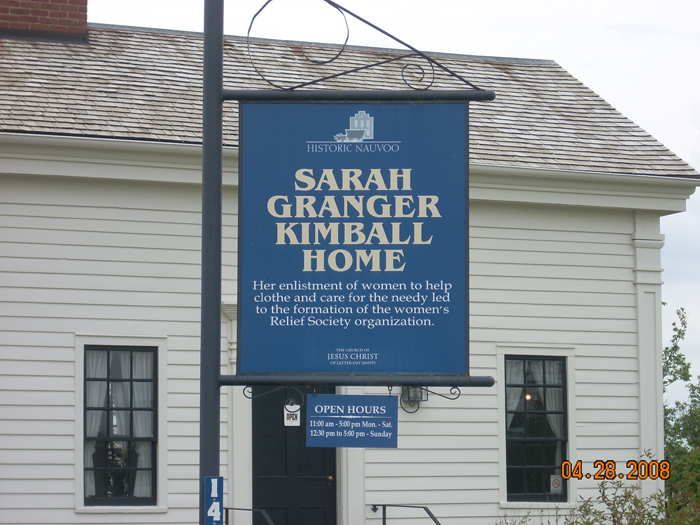 HISTORIC NAUVOO
SARAH
GRANGER
KIMBALL
HOME
Her enlistment of women to help
clothe and care for the needy led
to the formation of the women's
Relief Society organization.
THE CHURCH OF
JESUS CHRIST
OF LATTER-DAY SAINTS
OPEN
OPEN HOURS
11:00 am - 5:00 pm Mon. - Sat.
12:30 pm to 5:00 pm - Sunday
14
04.28.2008